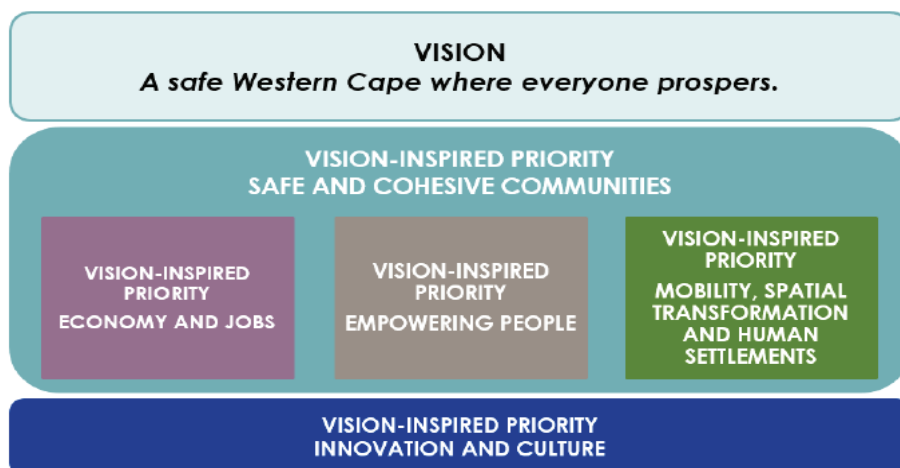 VISION
A safe Western Cape where everyone prospers.
VISION-INSPIRED PRIORITY
SAFE AND COHESIVE COMMUNITIES
VISION-INSPIRED
PRIORITY
ECONOMY AND JOBS
VISION-INSPIRED
PRIORITY
EMPOWERING PEOPLE
VISION-INSPIRED
PRIORITY
MOBILITY, SPATIAL
TRANSFORMATION
AND HUMAN
SETTLEMENTS
VISION-INSPIRED PRIORITY
INNOVATION AND CULTURE